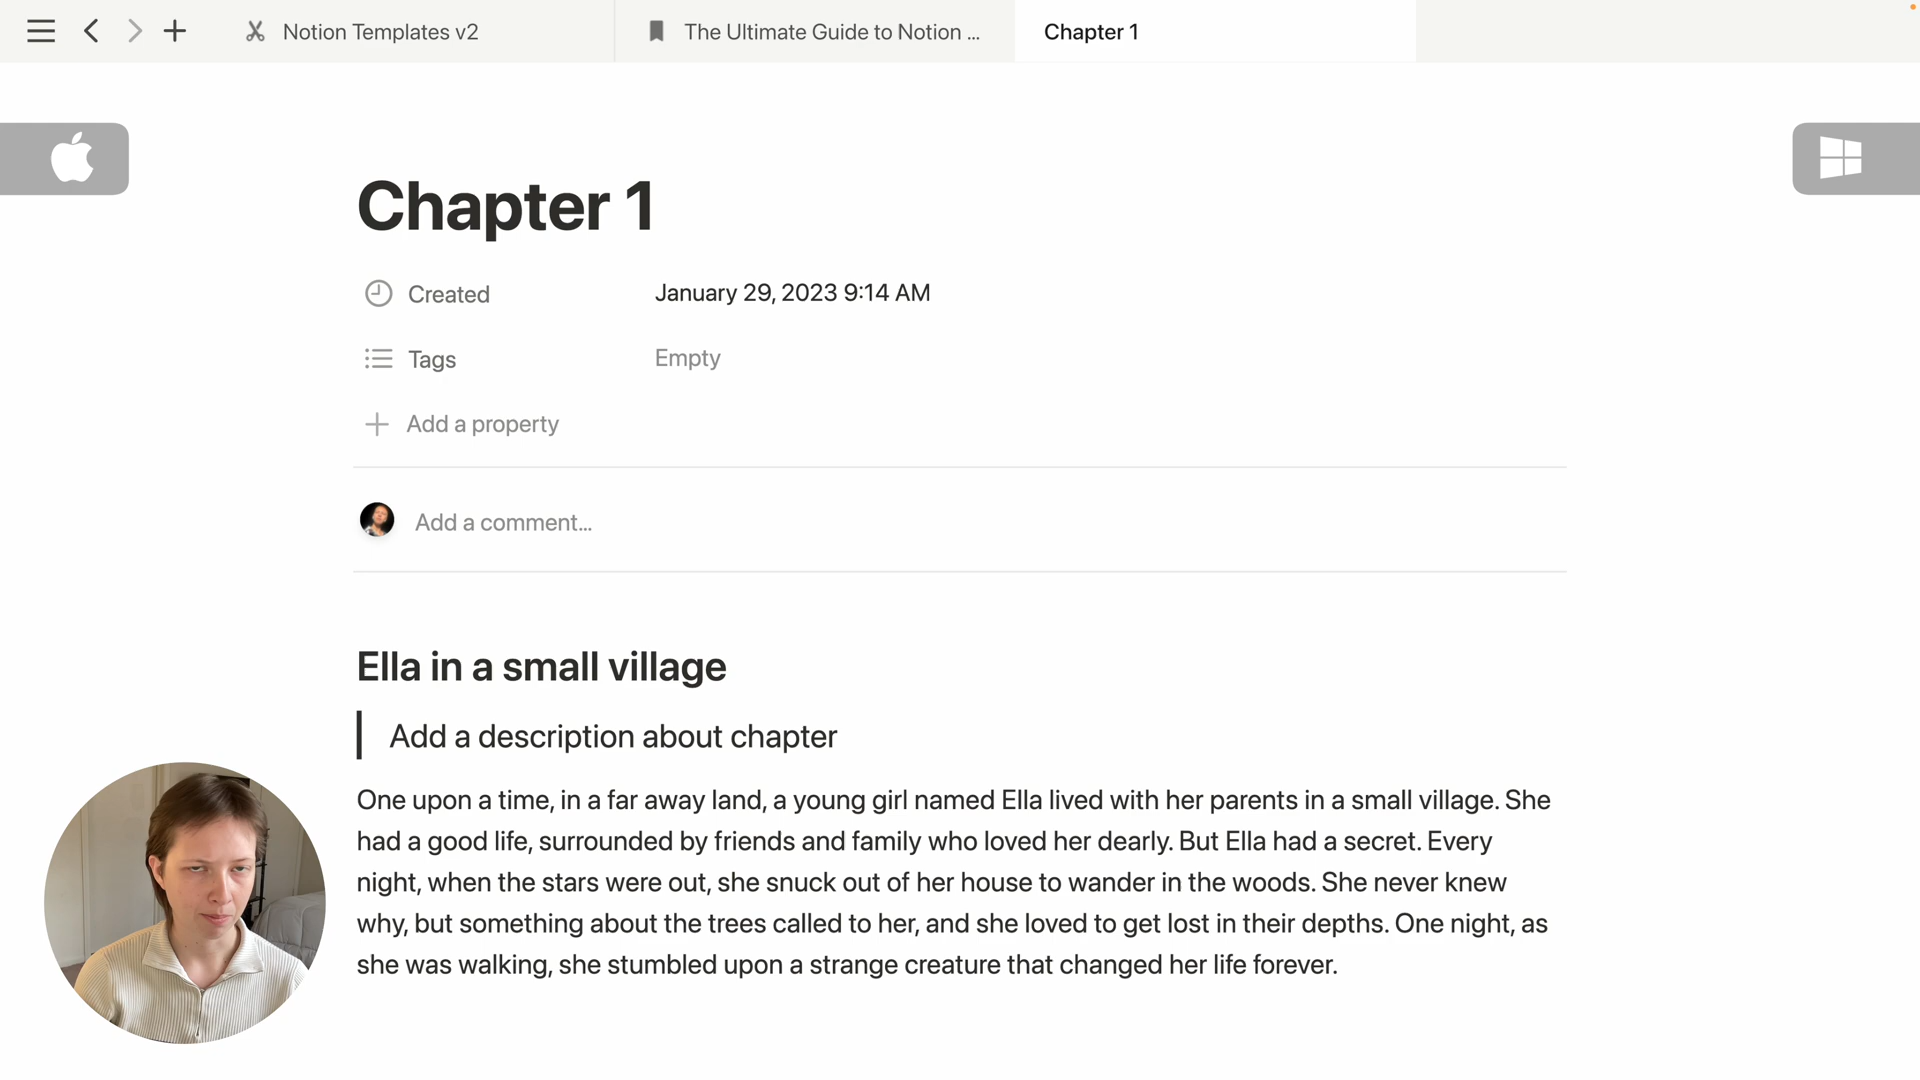 Notion Templates v2
The Ultimate Guide to Notion ...
Chapter 1
Chapter 1
Created January 29, 2023 9:14 AM
Tags Empty
Add a property
Add a comment...
Ella in a small village
Add a description about chapter
One upon a time, in a far away land, a young girl named Ella lived with her parents in a small village. She
had a good life, surrounded by friends and family who loved her dearly. But Ella had a secret. Every
night, when the stars were out, she snuck out of her house to wander in the woods. She never knew
why, but something about the trees called to her, and she loved to get lost in their depths. One night, as
she was walking, she stumbled upon a strange creature that changed her life forever.